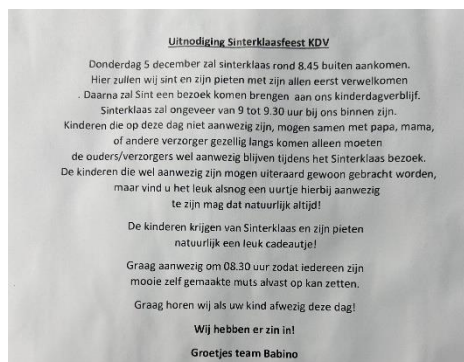 Uitnodiging Sinterklaasfeest KDV
Donderdag 5 december zal sinterklaas rond 8.45 buiten aankomen.
Hier zullen wij sint en zijn pieten met zijn allen eerst verwelkomen
. Daarna zal Sint een bezoek komen brengen aan ons kinderdagverblijf.
Sinterklaas zal ongeveer van 9 tot 9.30 uur bij ons binnen zijn.
Kinderen die op deze dag niet aanwezig zijn, mogen samen met papa, mama,
of andere verzorger gezellig langs komen alleen moeten
de ouders/verzorgers wel aanwezig blijven tijdens het Sinterklaas bezoek.
De kinderen die wel aanwezig zijn mogen uiteraard gewoon gebracht worden,
maar vind u het leuk alsnog een uurtje hierbij aanwezig
te zijn mag dat natuurlijk altijd!
De kinderen krijgen van Sinterklaas en zijn pieten
natuurlijk een leuk cadeautje!
Graag aanwezig om 08.30 uur zodat iedereen zijn
mooie zelf gemaakte muts alvast op kan zetten.
Graag horen wij als uw kind afwezig deze dag!
Wij hebben er zin in!
Groetjes team Babino